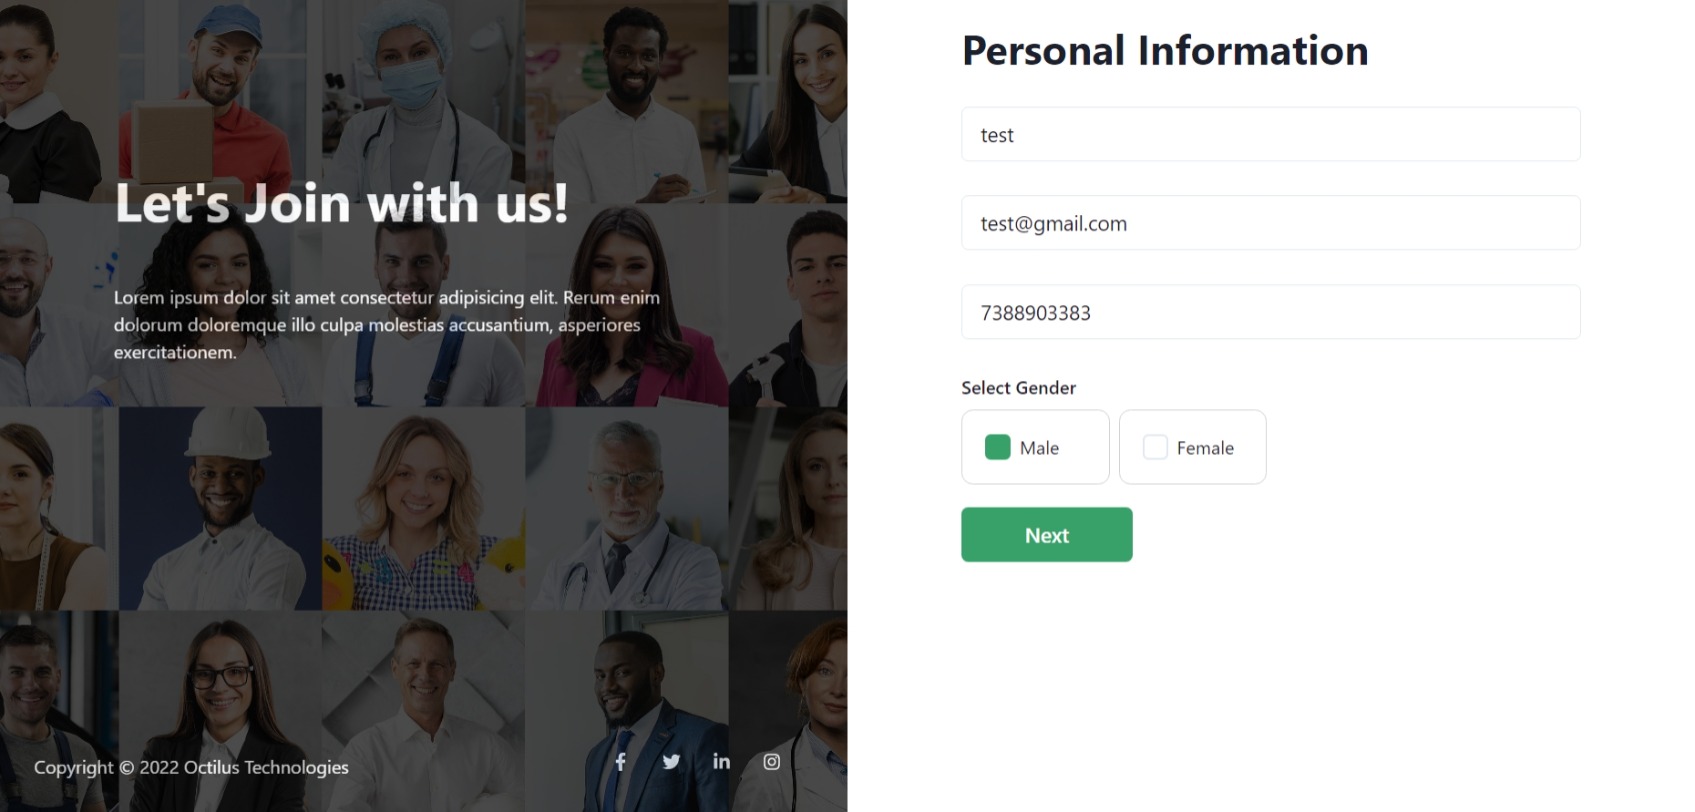 Let's Join with us!
Lorem ipsum dolor sit amet consectetur adipisicing elit. Rerum enim
dolorum doloremque illo culpa molestias accusantium, asperiores
exercitationem.
Copyright © 2022 Octilus Technologies
Personal Information
test
test@gmail.com
7388903383
Select Gender
Male Female
Next